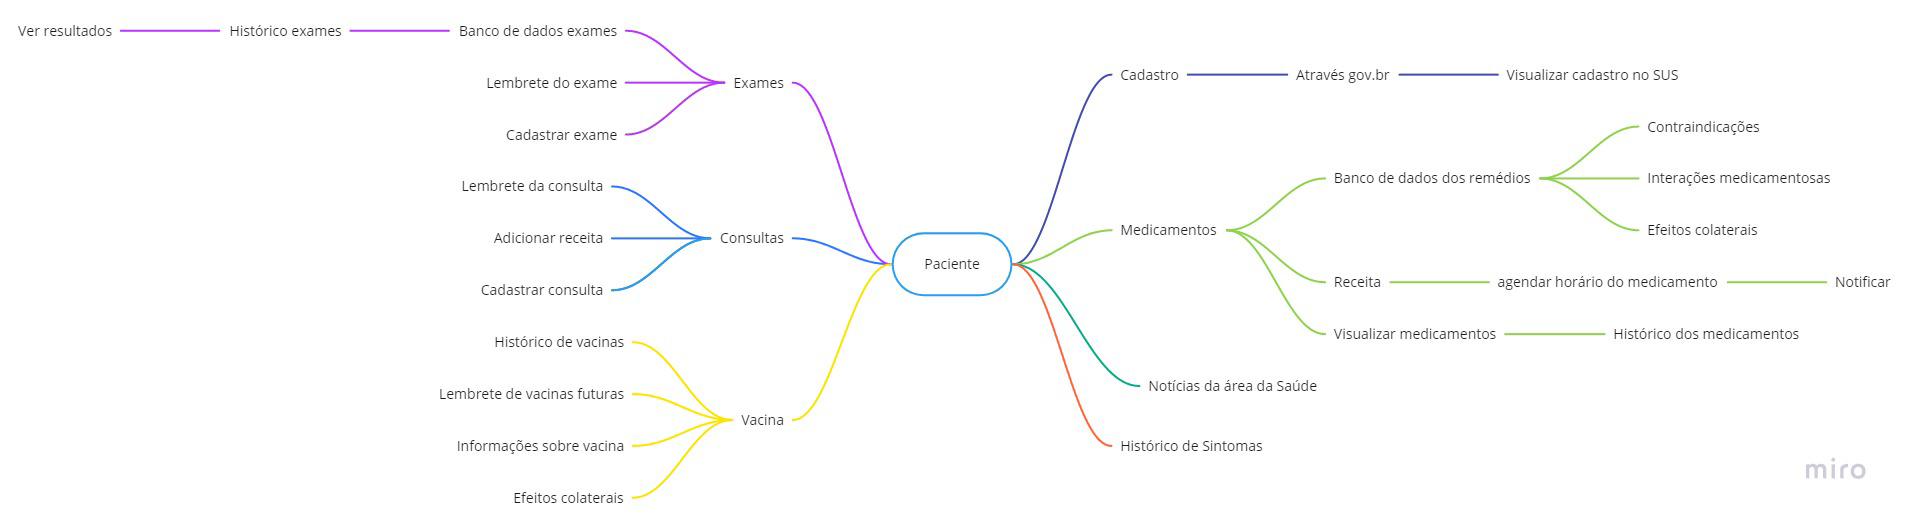 Ver resultados
Histórico exames
Banco de dados exames
Lembrete do exame
Cadastrar exame
Exames
Lembrete da consulta
Adicionar receita
Cadastrar consulta
Consultas
Histórico de vacinas
Lembrete de vacinas futuras
Informações sobre vacina
Efeitos colaterais
Vacina
Paciente
Cadastro
Através gov.br
Visualizar cadastro no SUS
Medicamentos
Banco de dados dos remédios
Contraindicações
Interações medicamentosas
Efeitos colaterais
Receita
agendar horário do medicamento
Notificar
Visualizar medicamentos
Histórico dos medicamentos
Notícias da área da Saúde
Histórico de Sintomas
miro